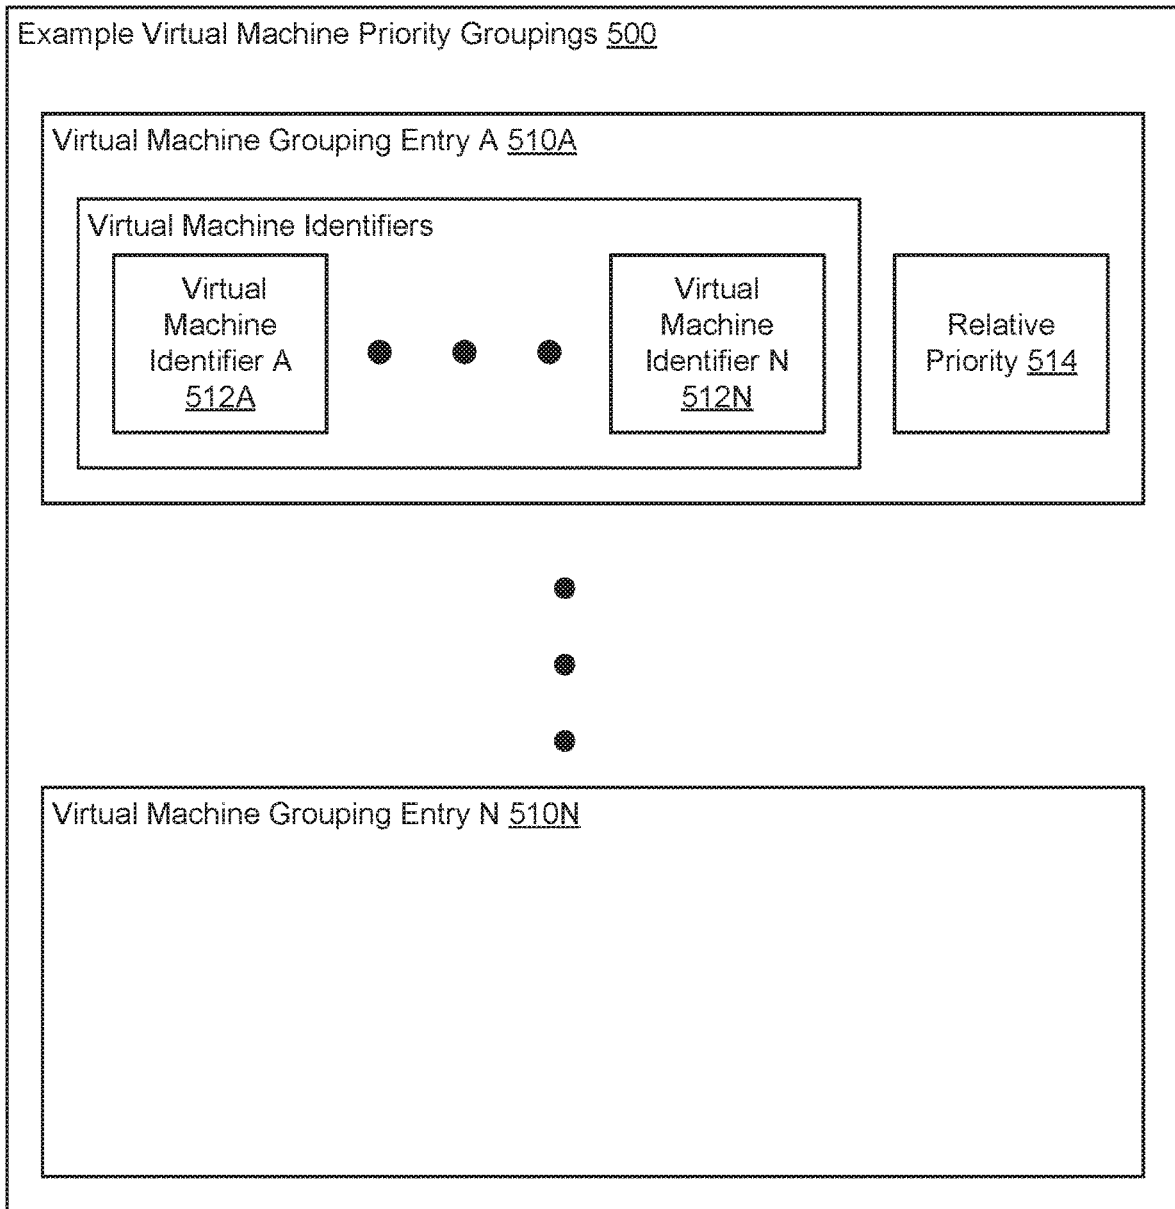 Example Virtual Machine Priority Groupings 500
Virtual Machine Grouping Entry A 510A
Virtual Machine Identifiers
Virtual
Machine
Identifier A
512A
Virtual
Machine
Identifier N
512N
Relative
Priority 514
Virtual Machine Grouping Entry N 510N